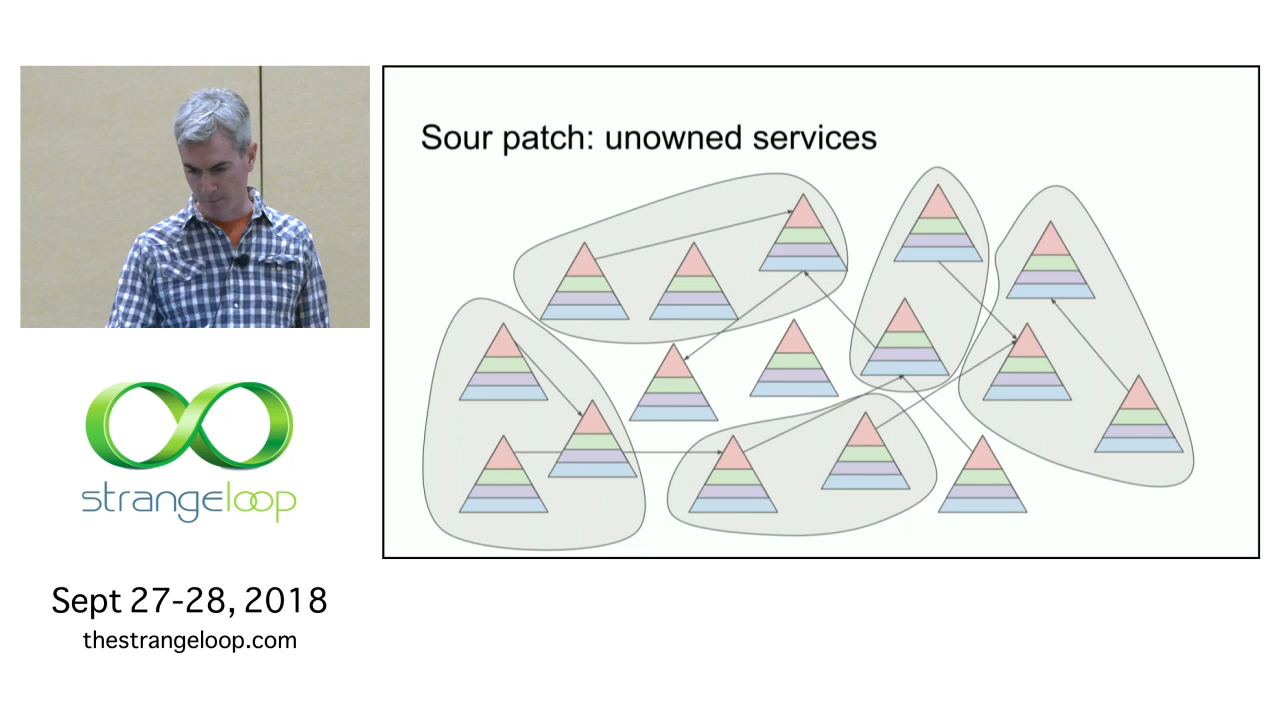 Sour patch: unowned services
strangeloop
Sept 27-28, 2018
thestrangeloop.com